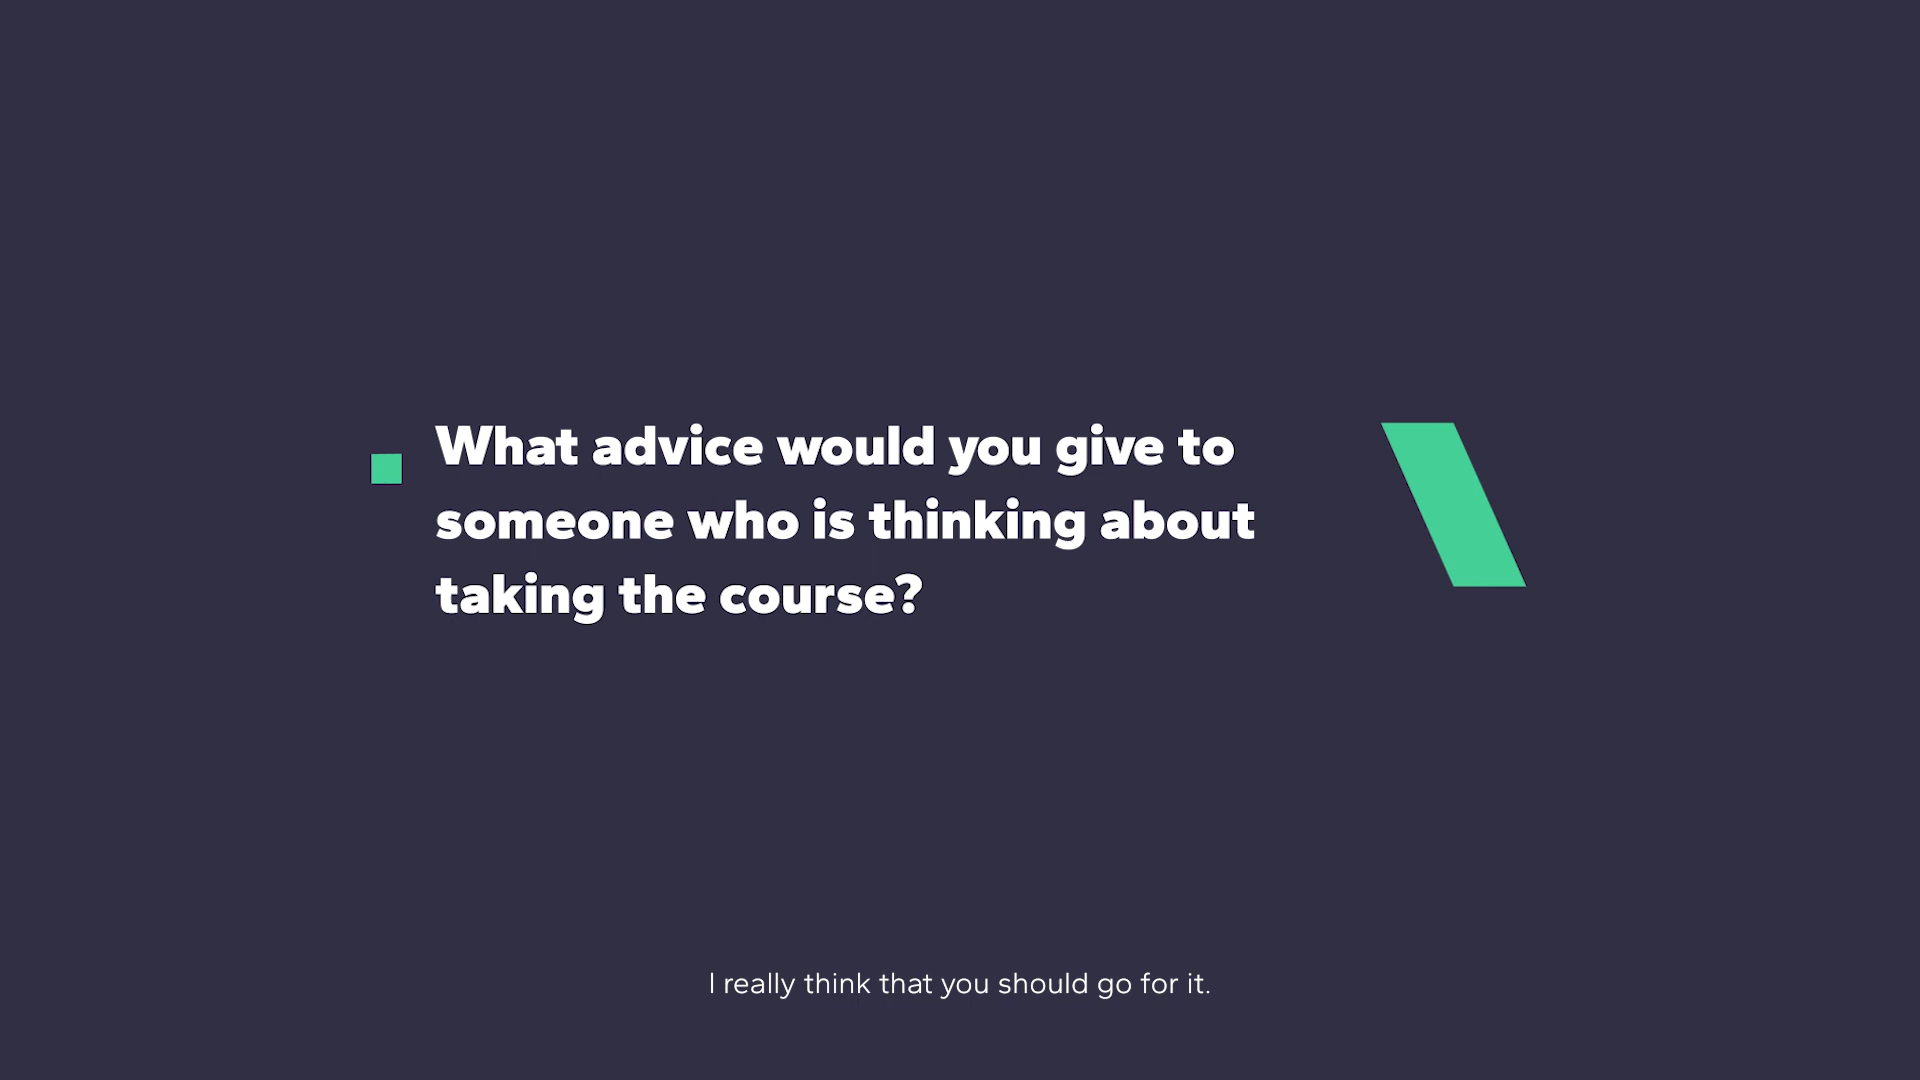 What advice would you give to
someone who is thinking about
taking the course?
I really think that you should go for it.